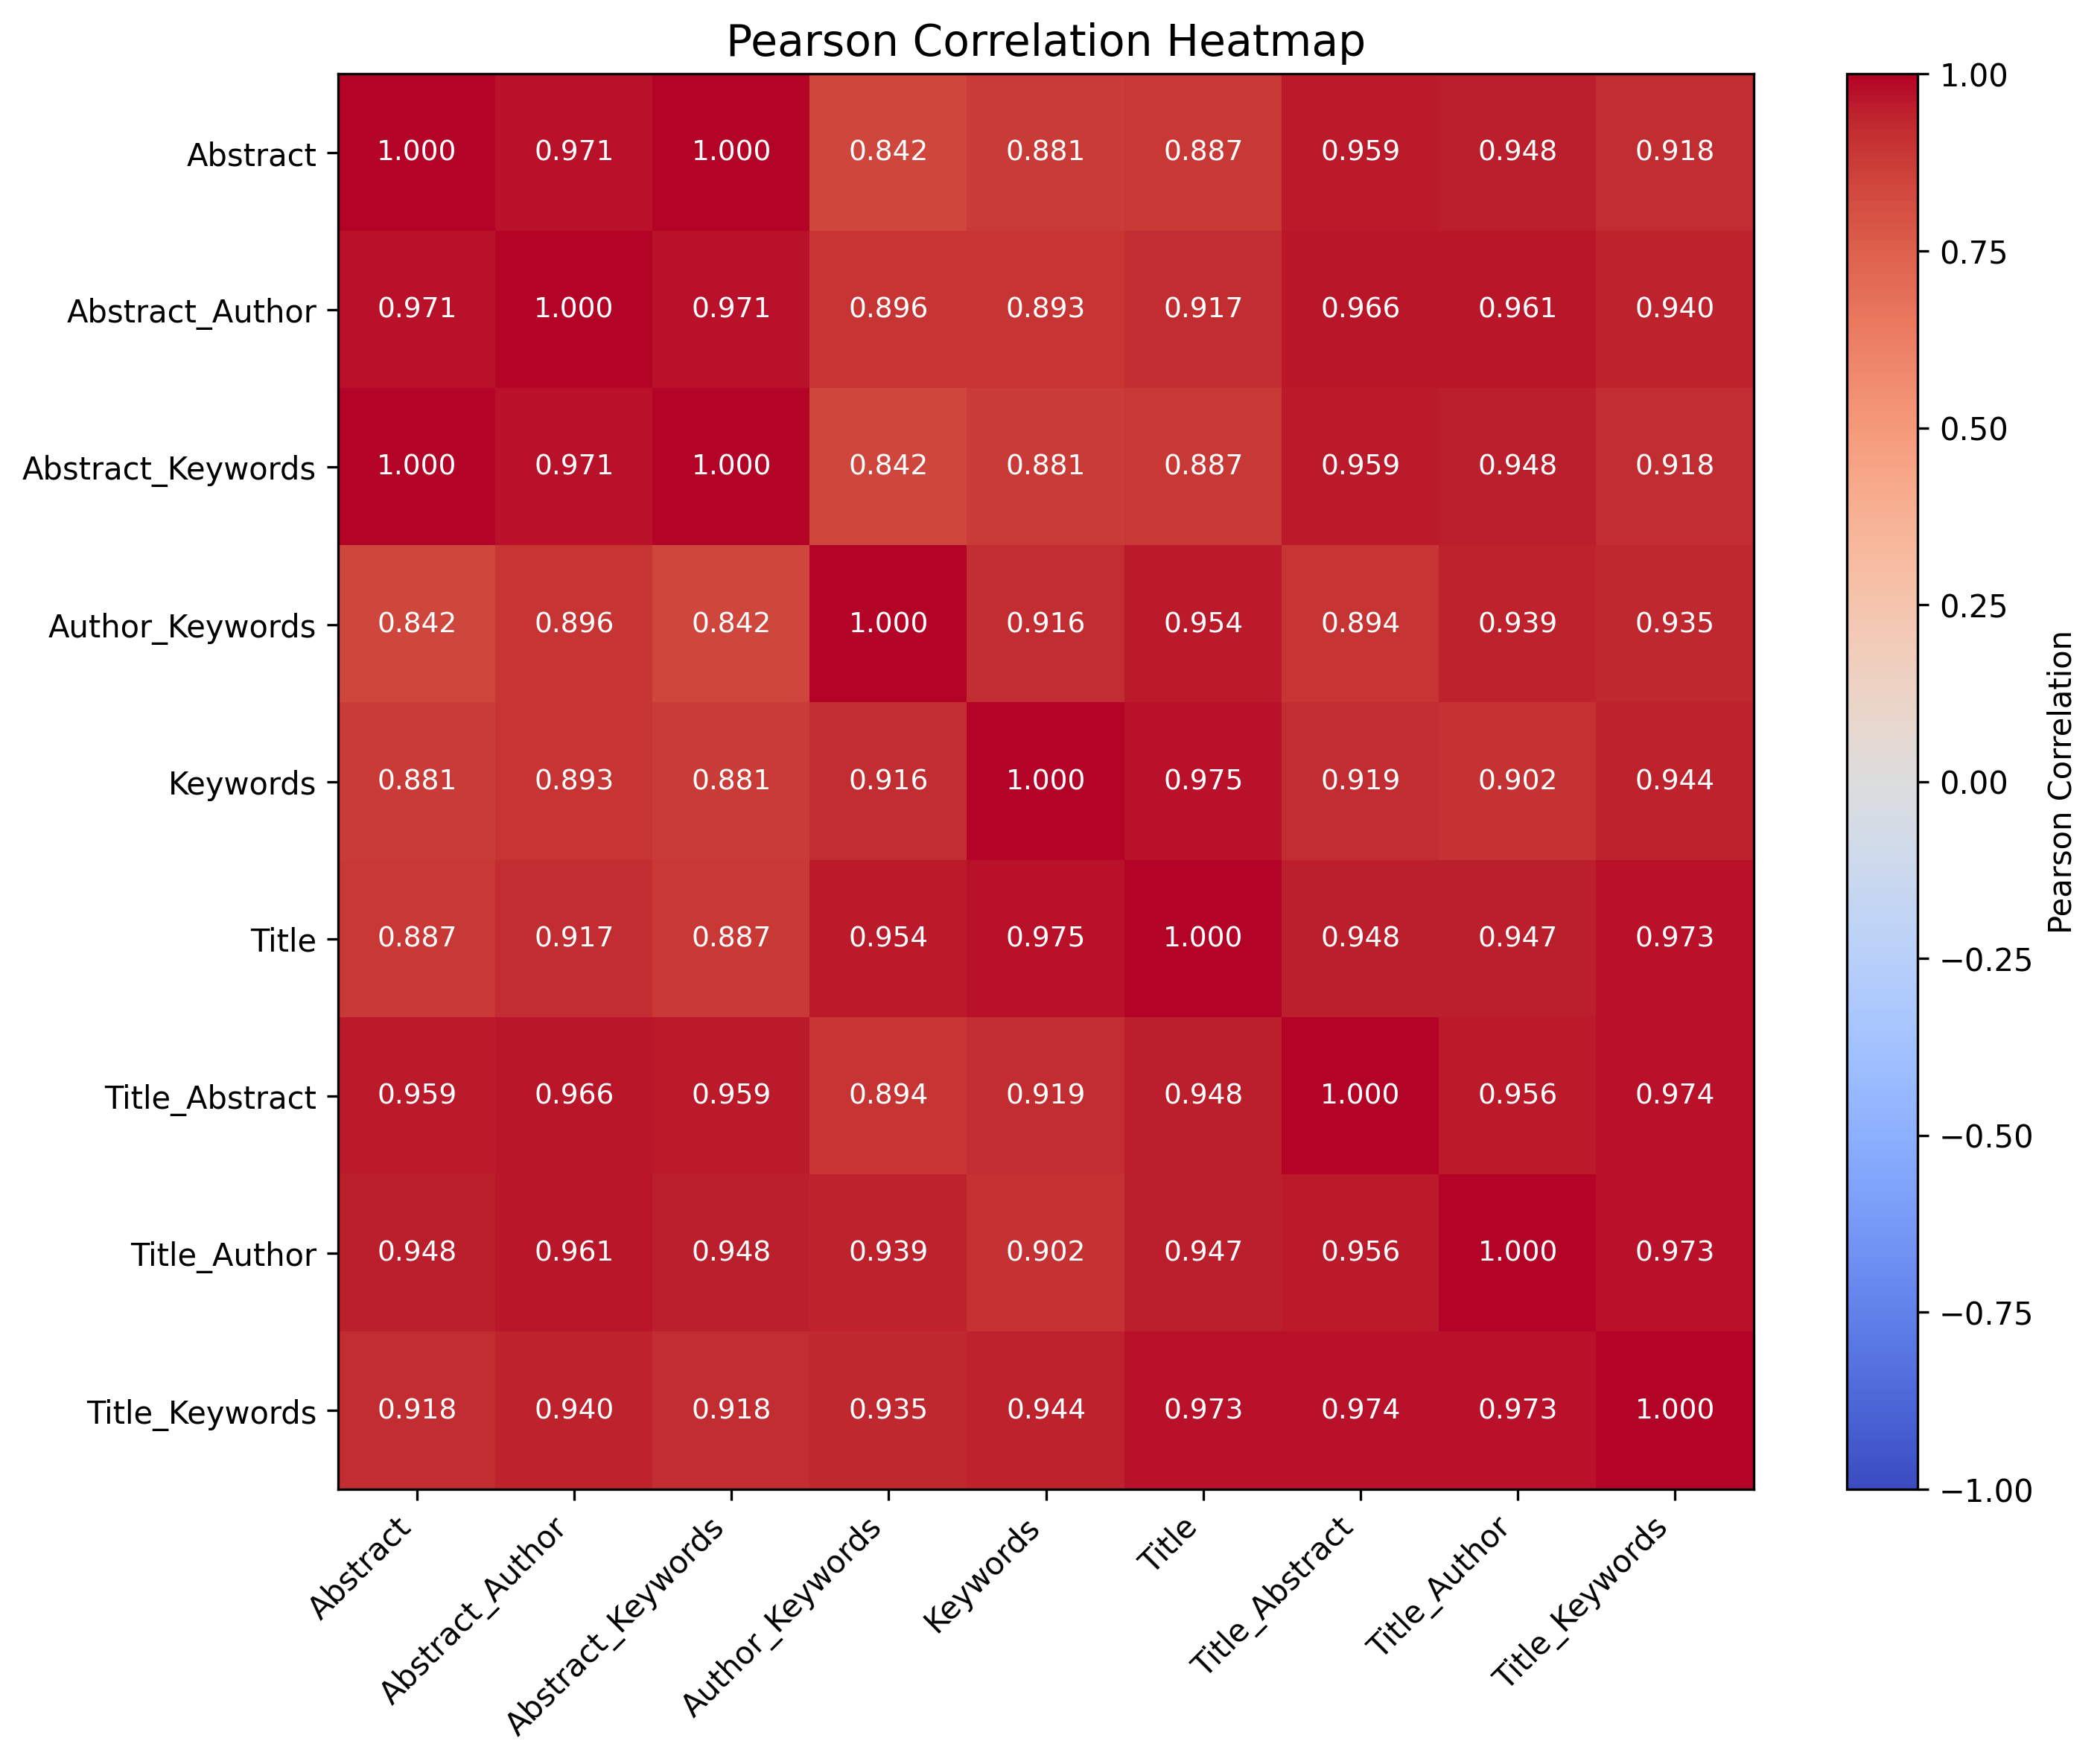 Pearson Correlation Heatmap
Abstract 1.000 0.971 1.000 0.842 0.881 0.887 0.959 0.948 0.918
Abstract_Author 0.971 1.000 0.971 0.896 0.893 0.917 0.966 0.961 0.940
Abstract_Keywords 1.000 0.971 1.000 0.842 0.881 0.887 0.959 0.948 0.918
Author_Keywords 0.842 0.896 0.842 1.000 0.916 0.954 0.894 0.939 0.935
Keywords 0.881 0.893 0.881 0.916 1.000 0.975 0.919 0.902 0.944
Title 0.887 0.917 0.887 0.954 0.975 1.000 0.948 0.947 0.973
Title_Abstract 0.959 0.966 0.959 0.894 0.919 0.948 1.000 0.956 0.974
Title_Author 0.948 0.961 0.948 0.939 0.902 0.947 0.956 1.000 0.973
Title_Keywords 0.918 0.940 0.918 0.935 0.944 0.973 0.974 0.973 1.000
Abstract
Abstract_Author
Abstract_Keywords
Author_Keywords
Keywords
Title
Title_Abstract
Title_Author
Title_Keywords
1.00
0.75
0.50
0.25
0.00
−0.25
−0.50
−0.75
−1.00
Pearson Correlation